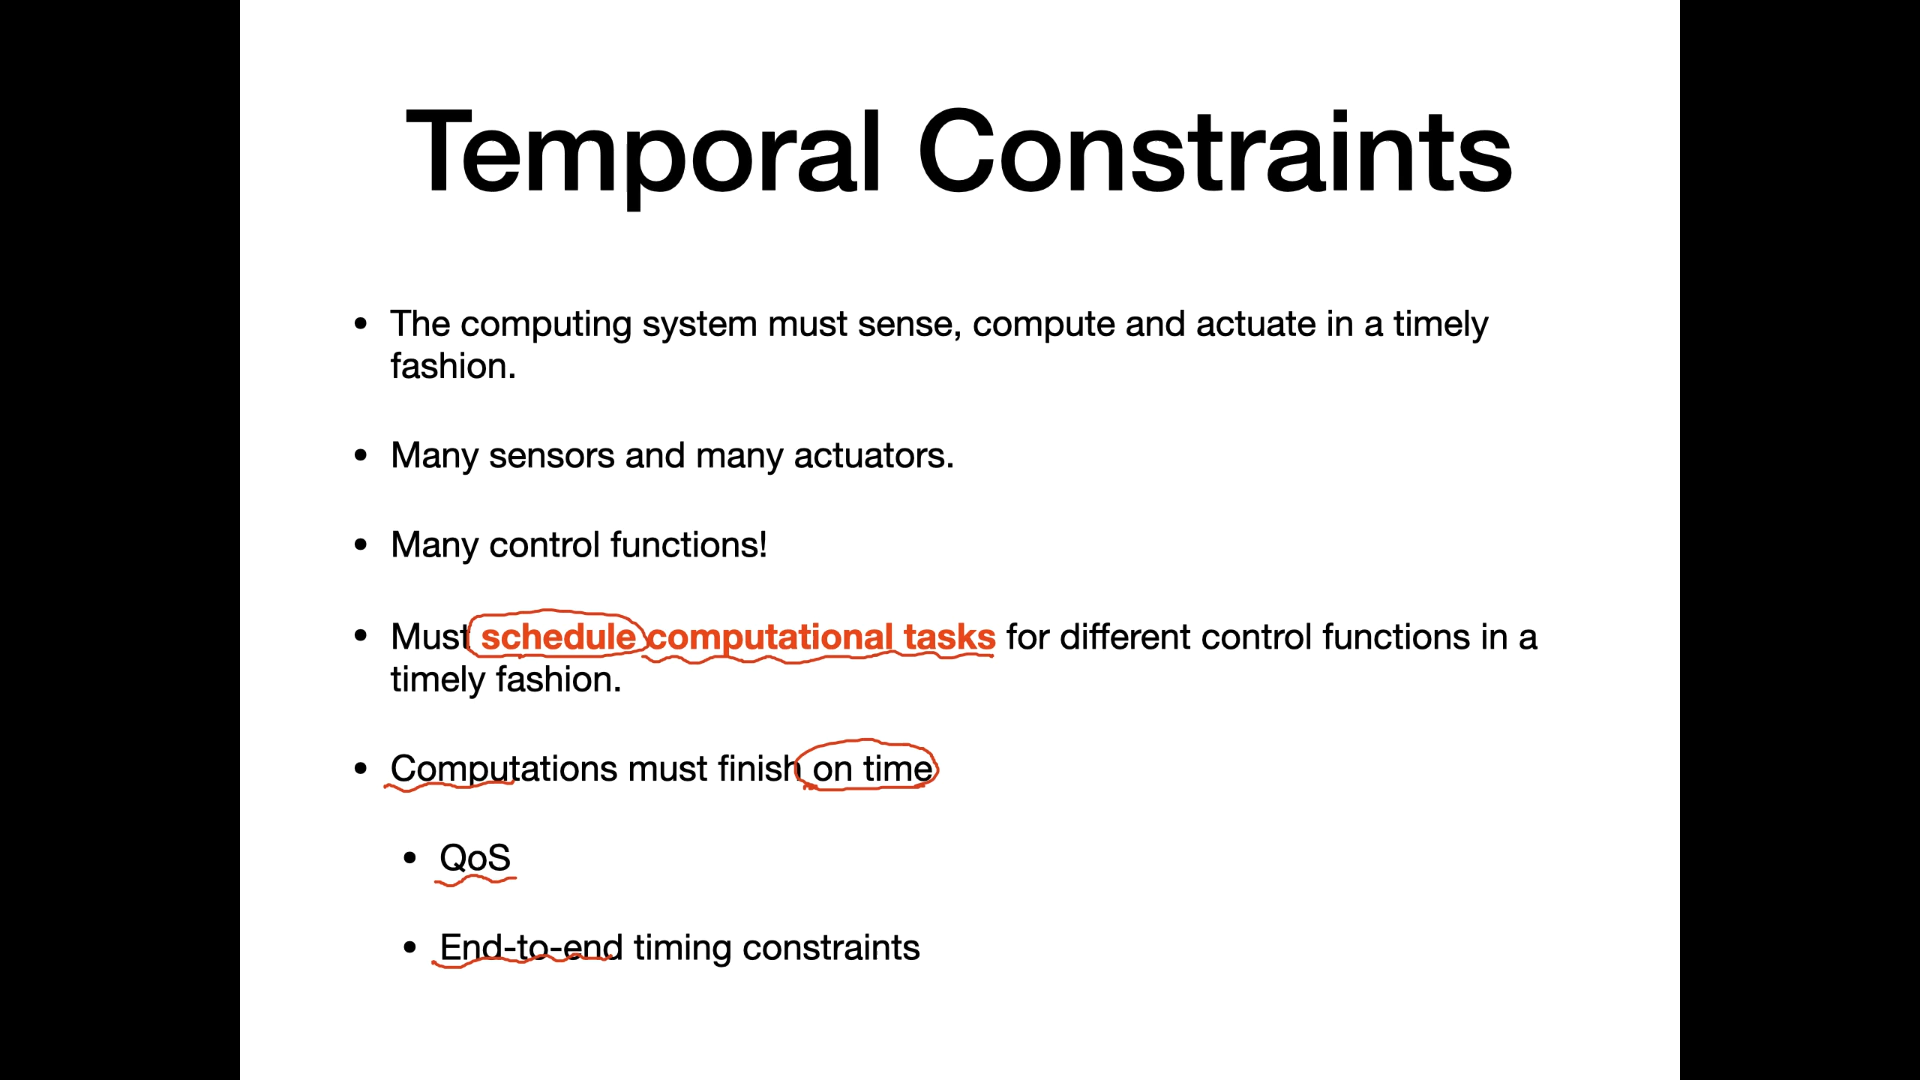 Temporal Constraints
• The computing system must sense, compute and actuate in a timely
fashion.
• Many sensors and many actuators.
• Many control functions!
• Must schedule computational tasks for different control functions in a
timely fashion.
• Computations must finish on time
• QoS
• End-to-end timing constraints